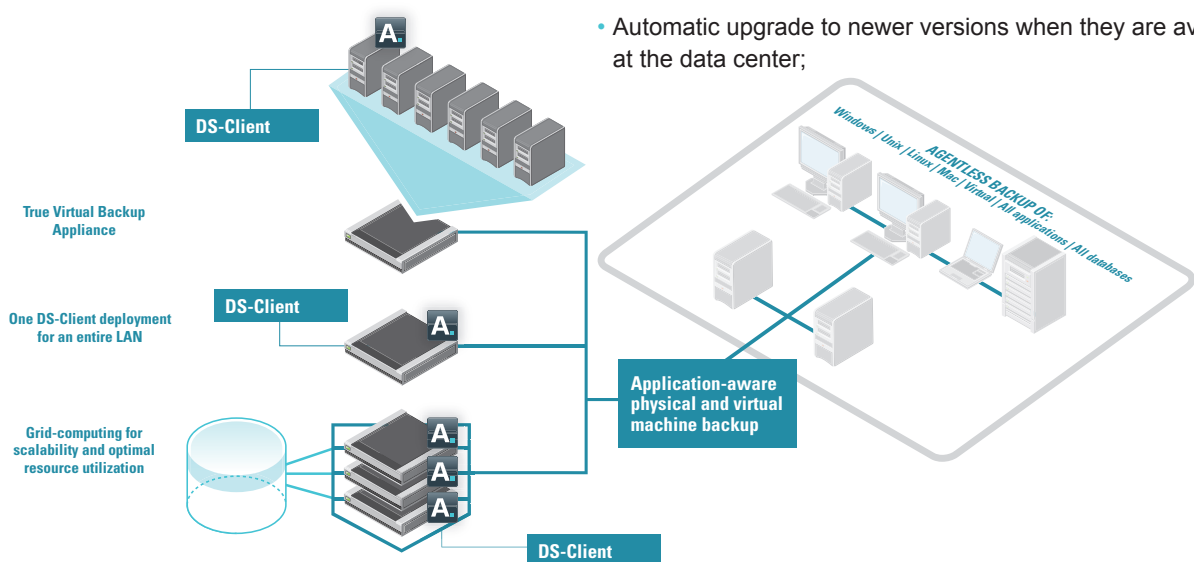 • Automatic upgrade to newer versions when they are av
at the data center;
A.
DS-Client
True Virtual Backup
Appliance
DS-Client
One DS-Client deployment
for an entire LAN
A.
Grid-computing for
scalability and optimal
resource utilization
A.
A.
A.
DS-Client
Application-aware
physical and virtual
machine backup
AGENTLESS BACKUP OF:
Windows | Unix | Linux | Mac | Virtual | All applications | All databases